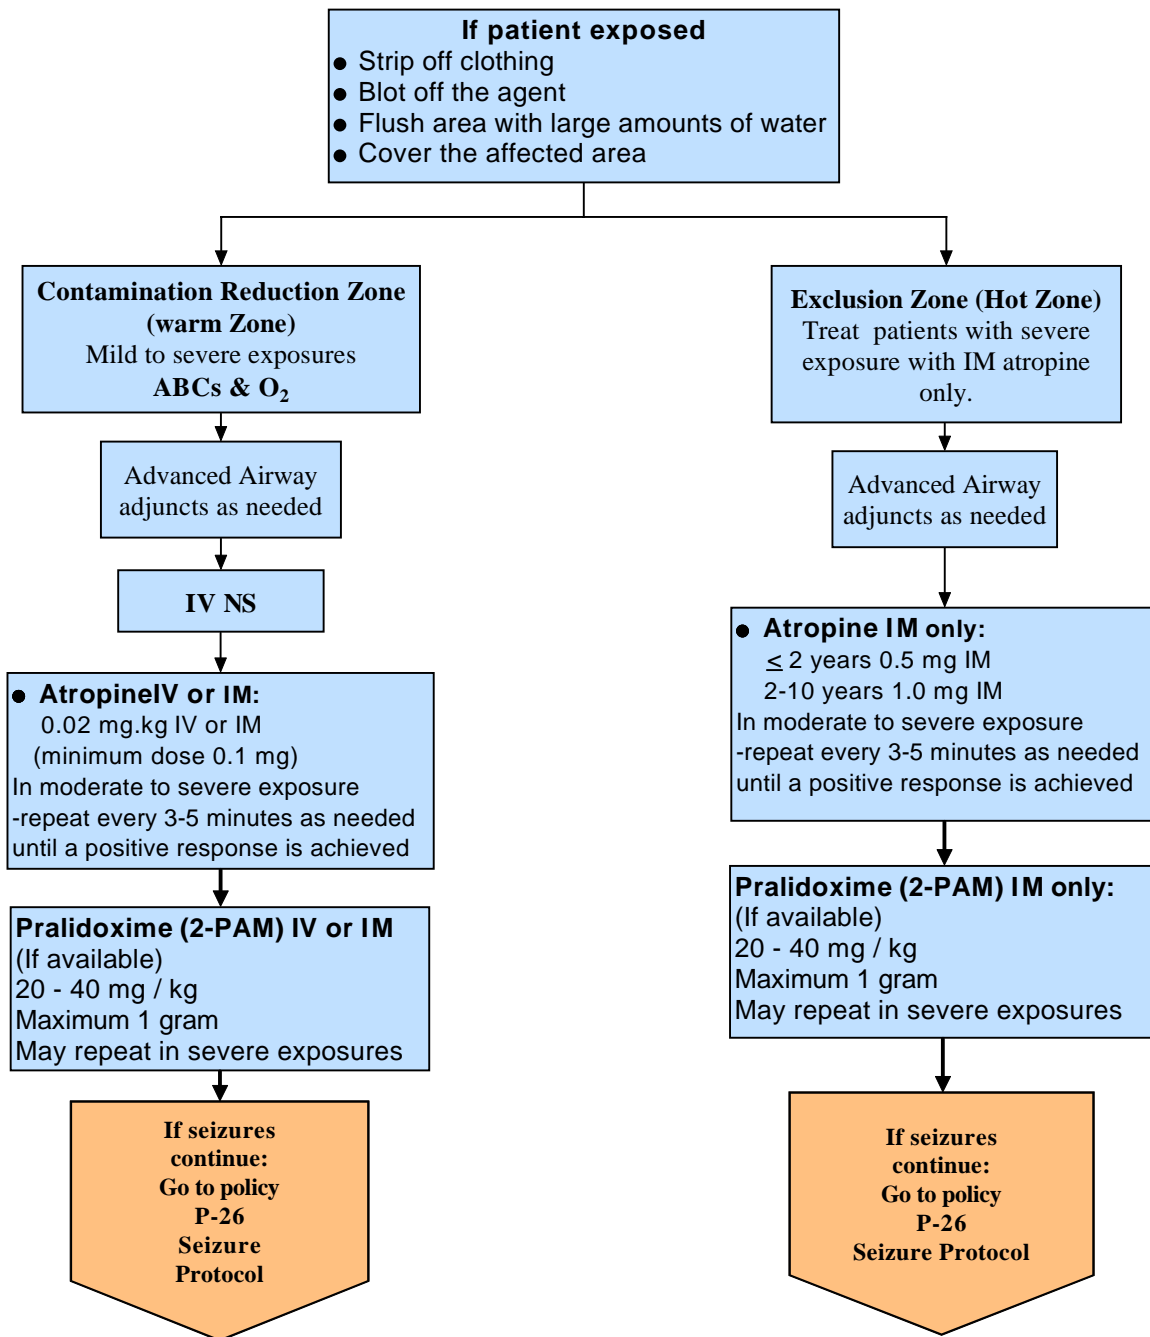 If patient exposed
● Strip off clothing
● Blot off the agent
● Flush area with large amounts of water
● Cover the affected area
Contamination Reduction Zone
(warm Zone)
Mild to severe exposures
ABCs & O₂
Advanced Airway
adjuncts as needed
IV NS
● AtropineIV or IM:
0.02 mg.kg IV or IM
(minimum dose 0.1 mg)
In moderate to severe exposure
-repeat every 3-5 minutes as needed
until a positive response is achieved
Pralidoxime (2-PAM) IV or IM
(If available)
20 - 40 mg / kg
Maximum 1 gram
May repeat in severe exposures
If seizures
continue:
Go to policy
P-26
Seizure
Protocol
Exclusion Zone (Hot Zone)
Treat patients with severe
exposure with IM atropine
only.
Advanced Airway
adjuncts as needed
● Atropine IM only:
≤ 2 years 0.5 mg IM
2-10 years 1.0 mg IM
In moderate to severe exposure
-repeat every 3-5 minutes as needed
until a positive response is achieved
Pralidoxime (2-PAM) IM only:
(If available)
20 - 40 mg / kg
Maximum 1 gram
May repeat in severe exposures
If seizures
continue:
Go to policy
P-26
Seizure Protocol